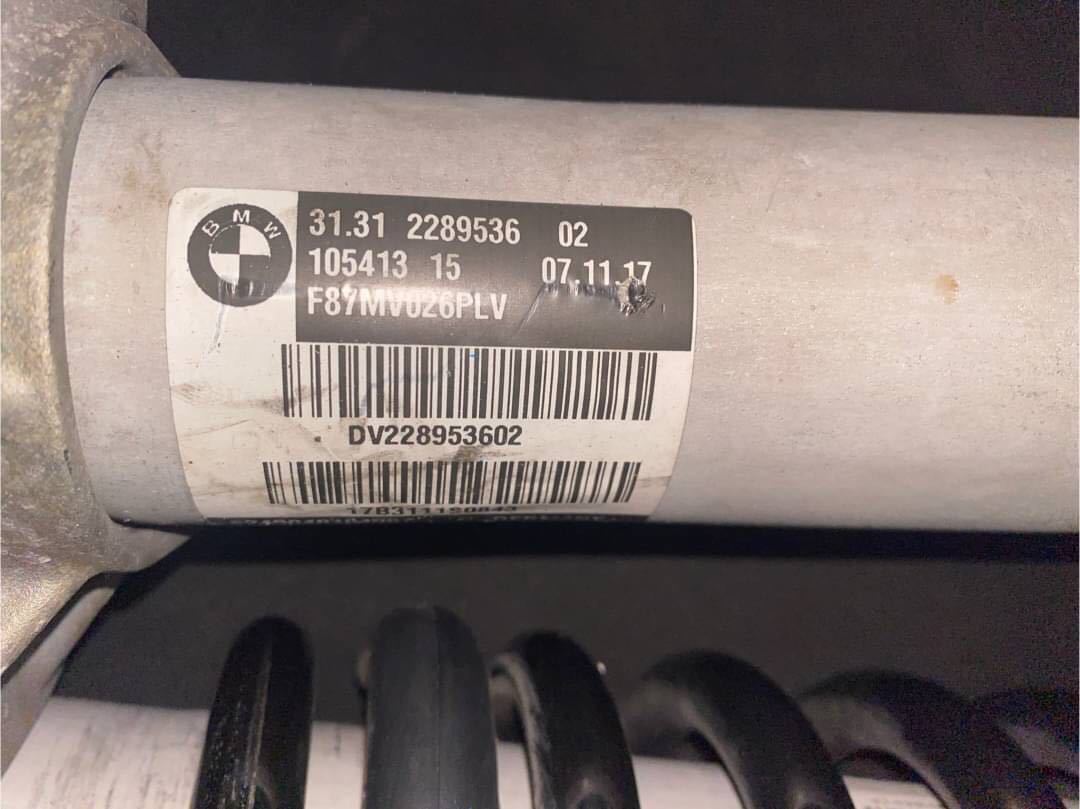 BMW
31.31 2289536 02
105413 15 07.11.17
F87MV026PLV
DV228953602